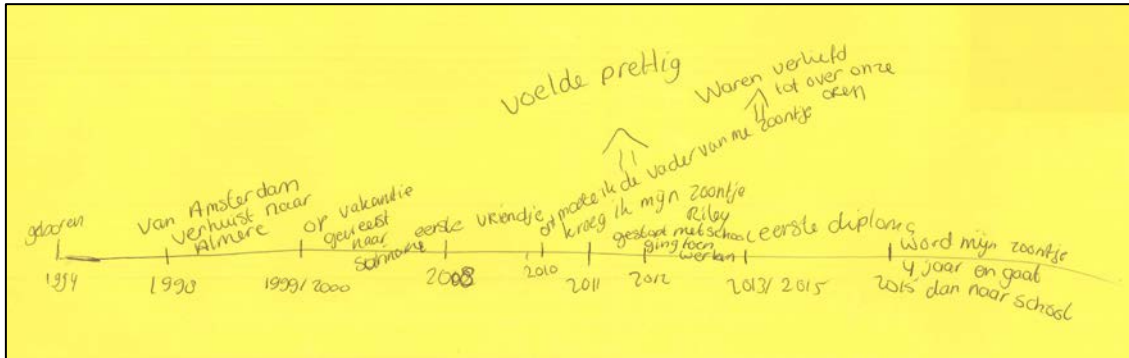 voelde prettig
Waren verliefd
tot over onze
oren
geboren
van Amsterdam
verhuist naar
Almere
op vakantie
geweest
naar
Suriname
eerste vriendje
ontmoete ik de vader van me zoontje
kroeg ik mijn zoontje
Riley
gestopt met school
ging toen
werken
eerste diploma
word mijn zoontje
4 jaar en gaat
dan naar school
1994
1998
1999/2000
2008
2010
2011
2012
2013/2015
2015